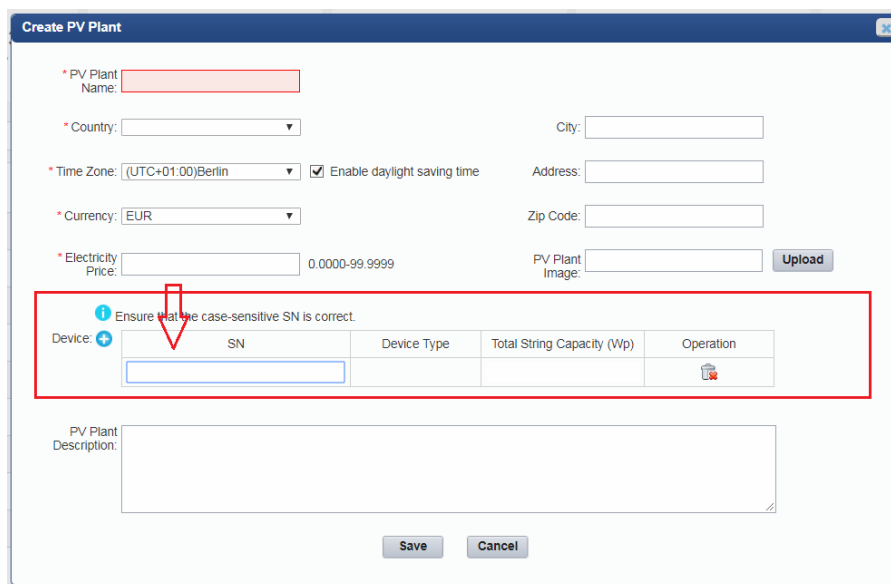 Create PV Plant
* PV Plant
Name:
* Country:
City:
* Time Zone: (UTC+01:00)Berlin Enable daylight saving time
Address:
* Currency: EUR
Zip Code:
* Electricity
Price:
0.0000-99.9999
PV Plant
Image:
Upload
Ensure that the case-sensitive SN is correct.
Device:
SN Device Type Total String Capacity (Wp) Operation
PV Plant
Description:
Save Cancel